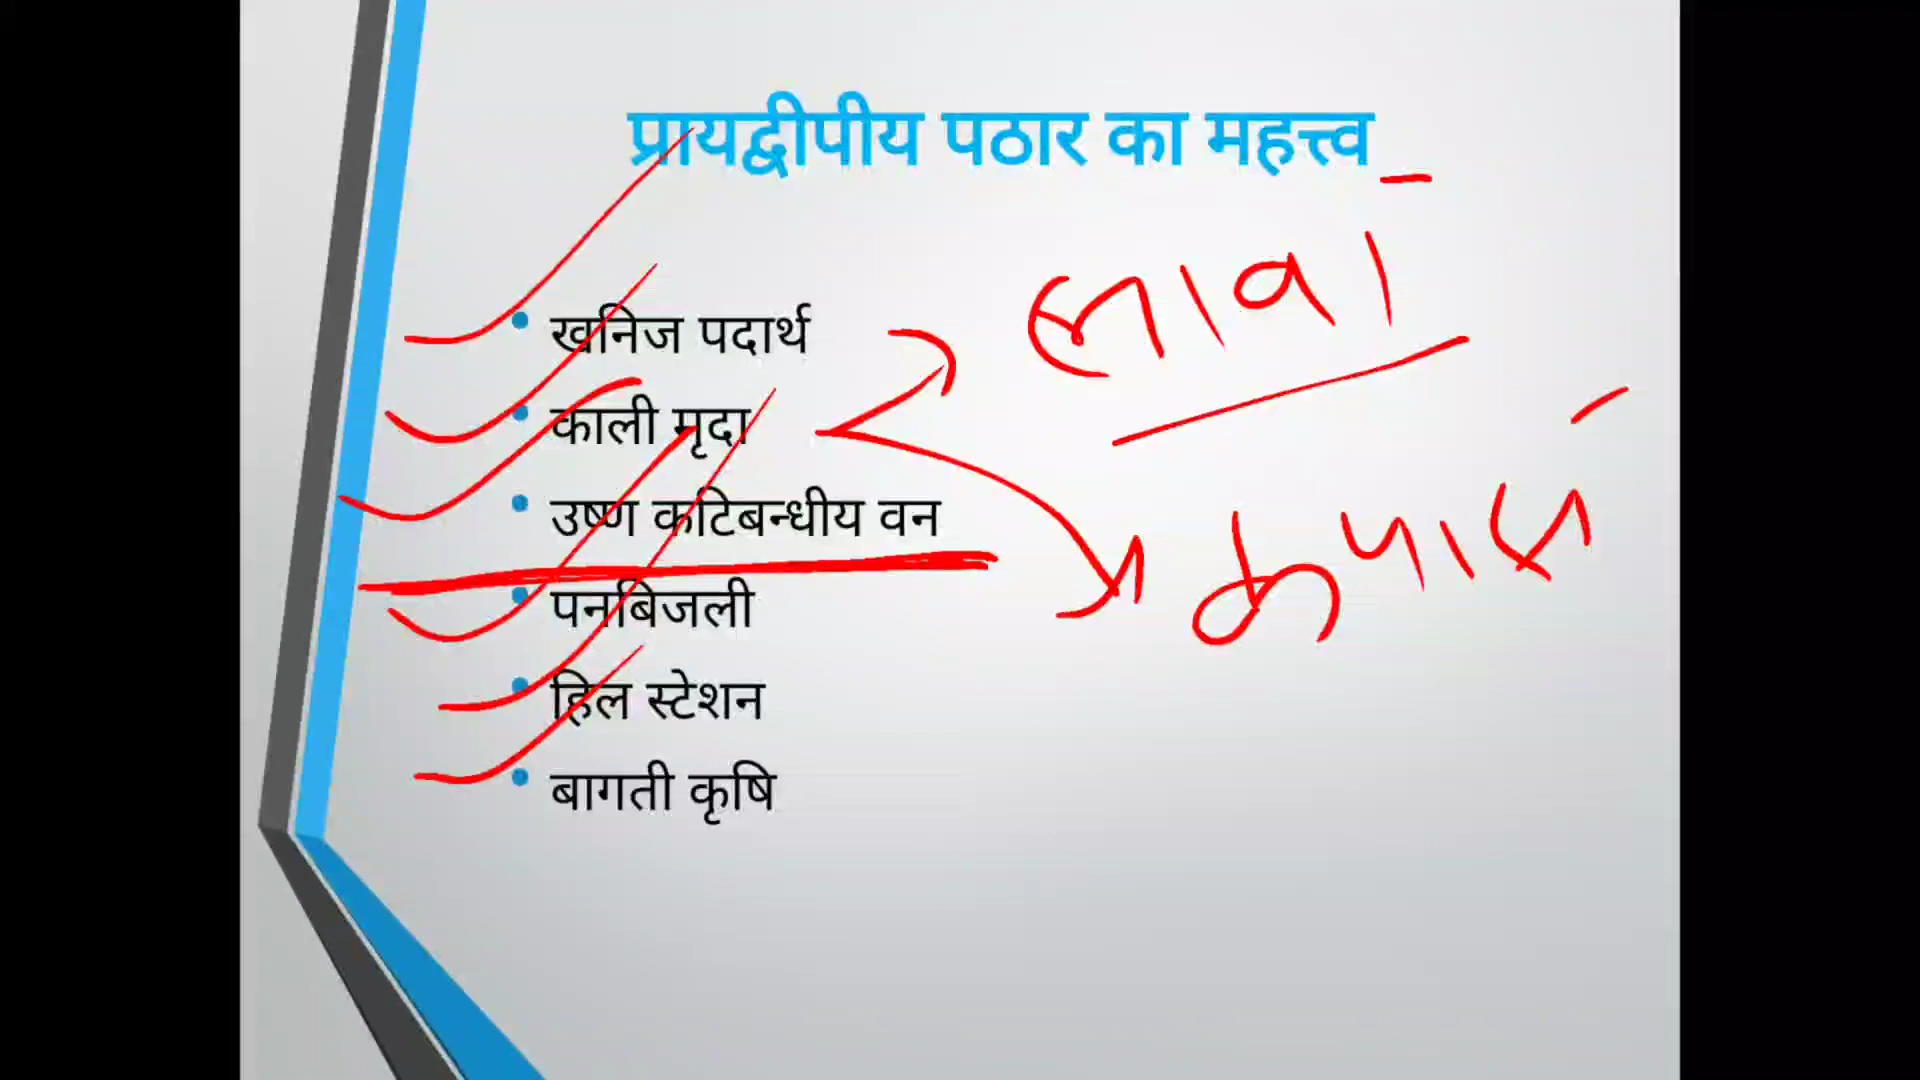 प्रायद्वीपीय पठार का महत्त्व
लावा
खनिज पदार्थ
काली मृदा
उष्ण कटिबन्धीय वन
कपास
पनबिजली
हिल स्टेशन
बागती कृषि